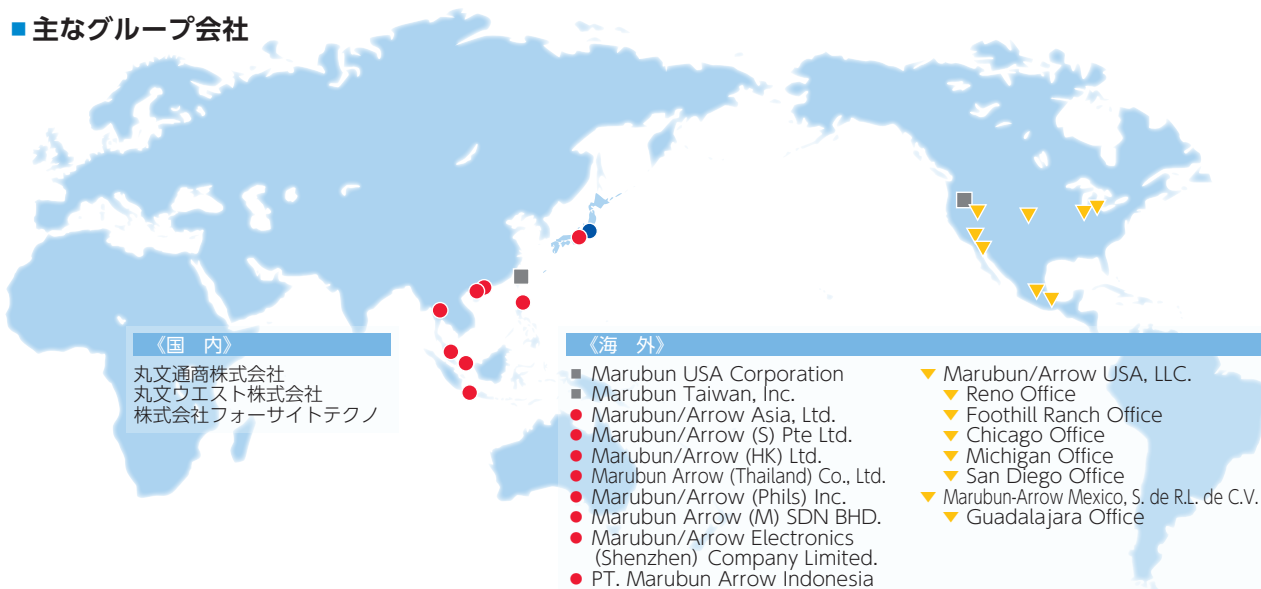 主なグループ会社
《国 内》
丸文通商株式会社
丸文ウエスト株式会社
株式会社フォーサイトテクノ
《海 外》
Marubun USA Corporation
Marubun Taiwan, Inc.
Marubun/Arrow Asia, Ltd.
Marubun/Arrow (S) Pte Ltd.
Marubun/Arrow (HK) Ltd.
Marubun Arrow (Thailand) Co., Ltd.
Marubun/Arrow (Phils) Inc.
Marubun Arrow (M) SDN BHD.
Marubun/Arrow Electronics
(Shenzhen) Company Limited.
PT. Marubun Arrow Indonesia
Marubun/Arrow USA, LLC.
Reno Office
Foothill Ranch Office
Chicago Office
Michigan Office
San Diego Office
Marubun-Arrow Mexico, S. de R.L. de C.V.
Guadalajara Office